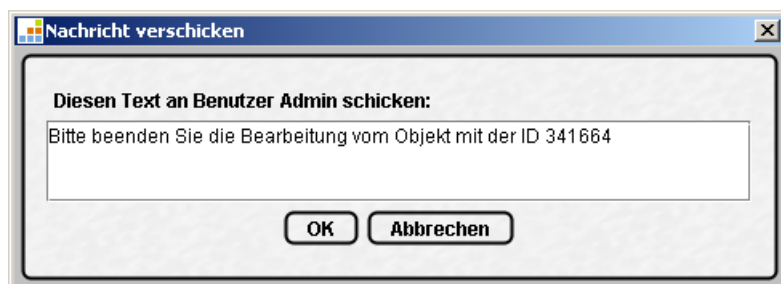 Nachricht verschicken
Diesen Text an Benutzer Admin schicken:
Bitte beenden Sie die Bearbeitung vom Objekt mit der ID 341664
OK Abbrechen